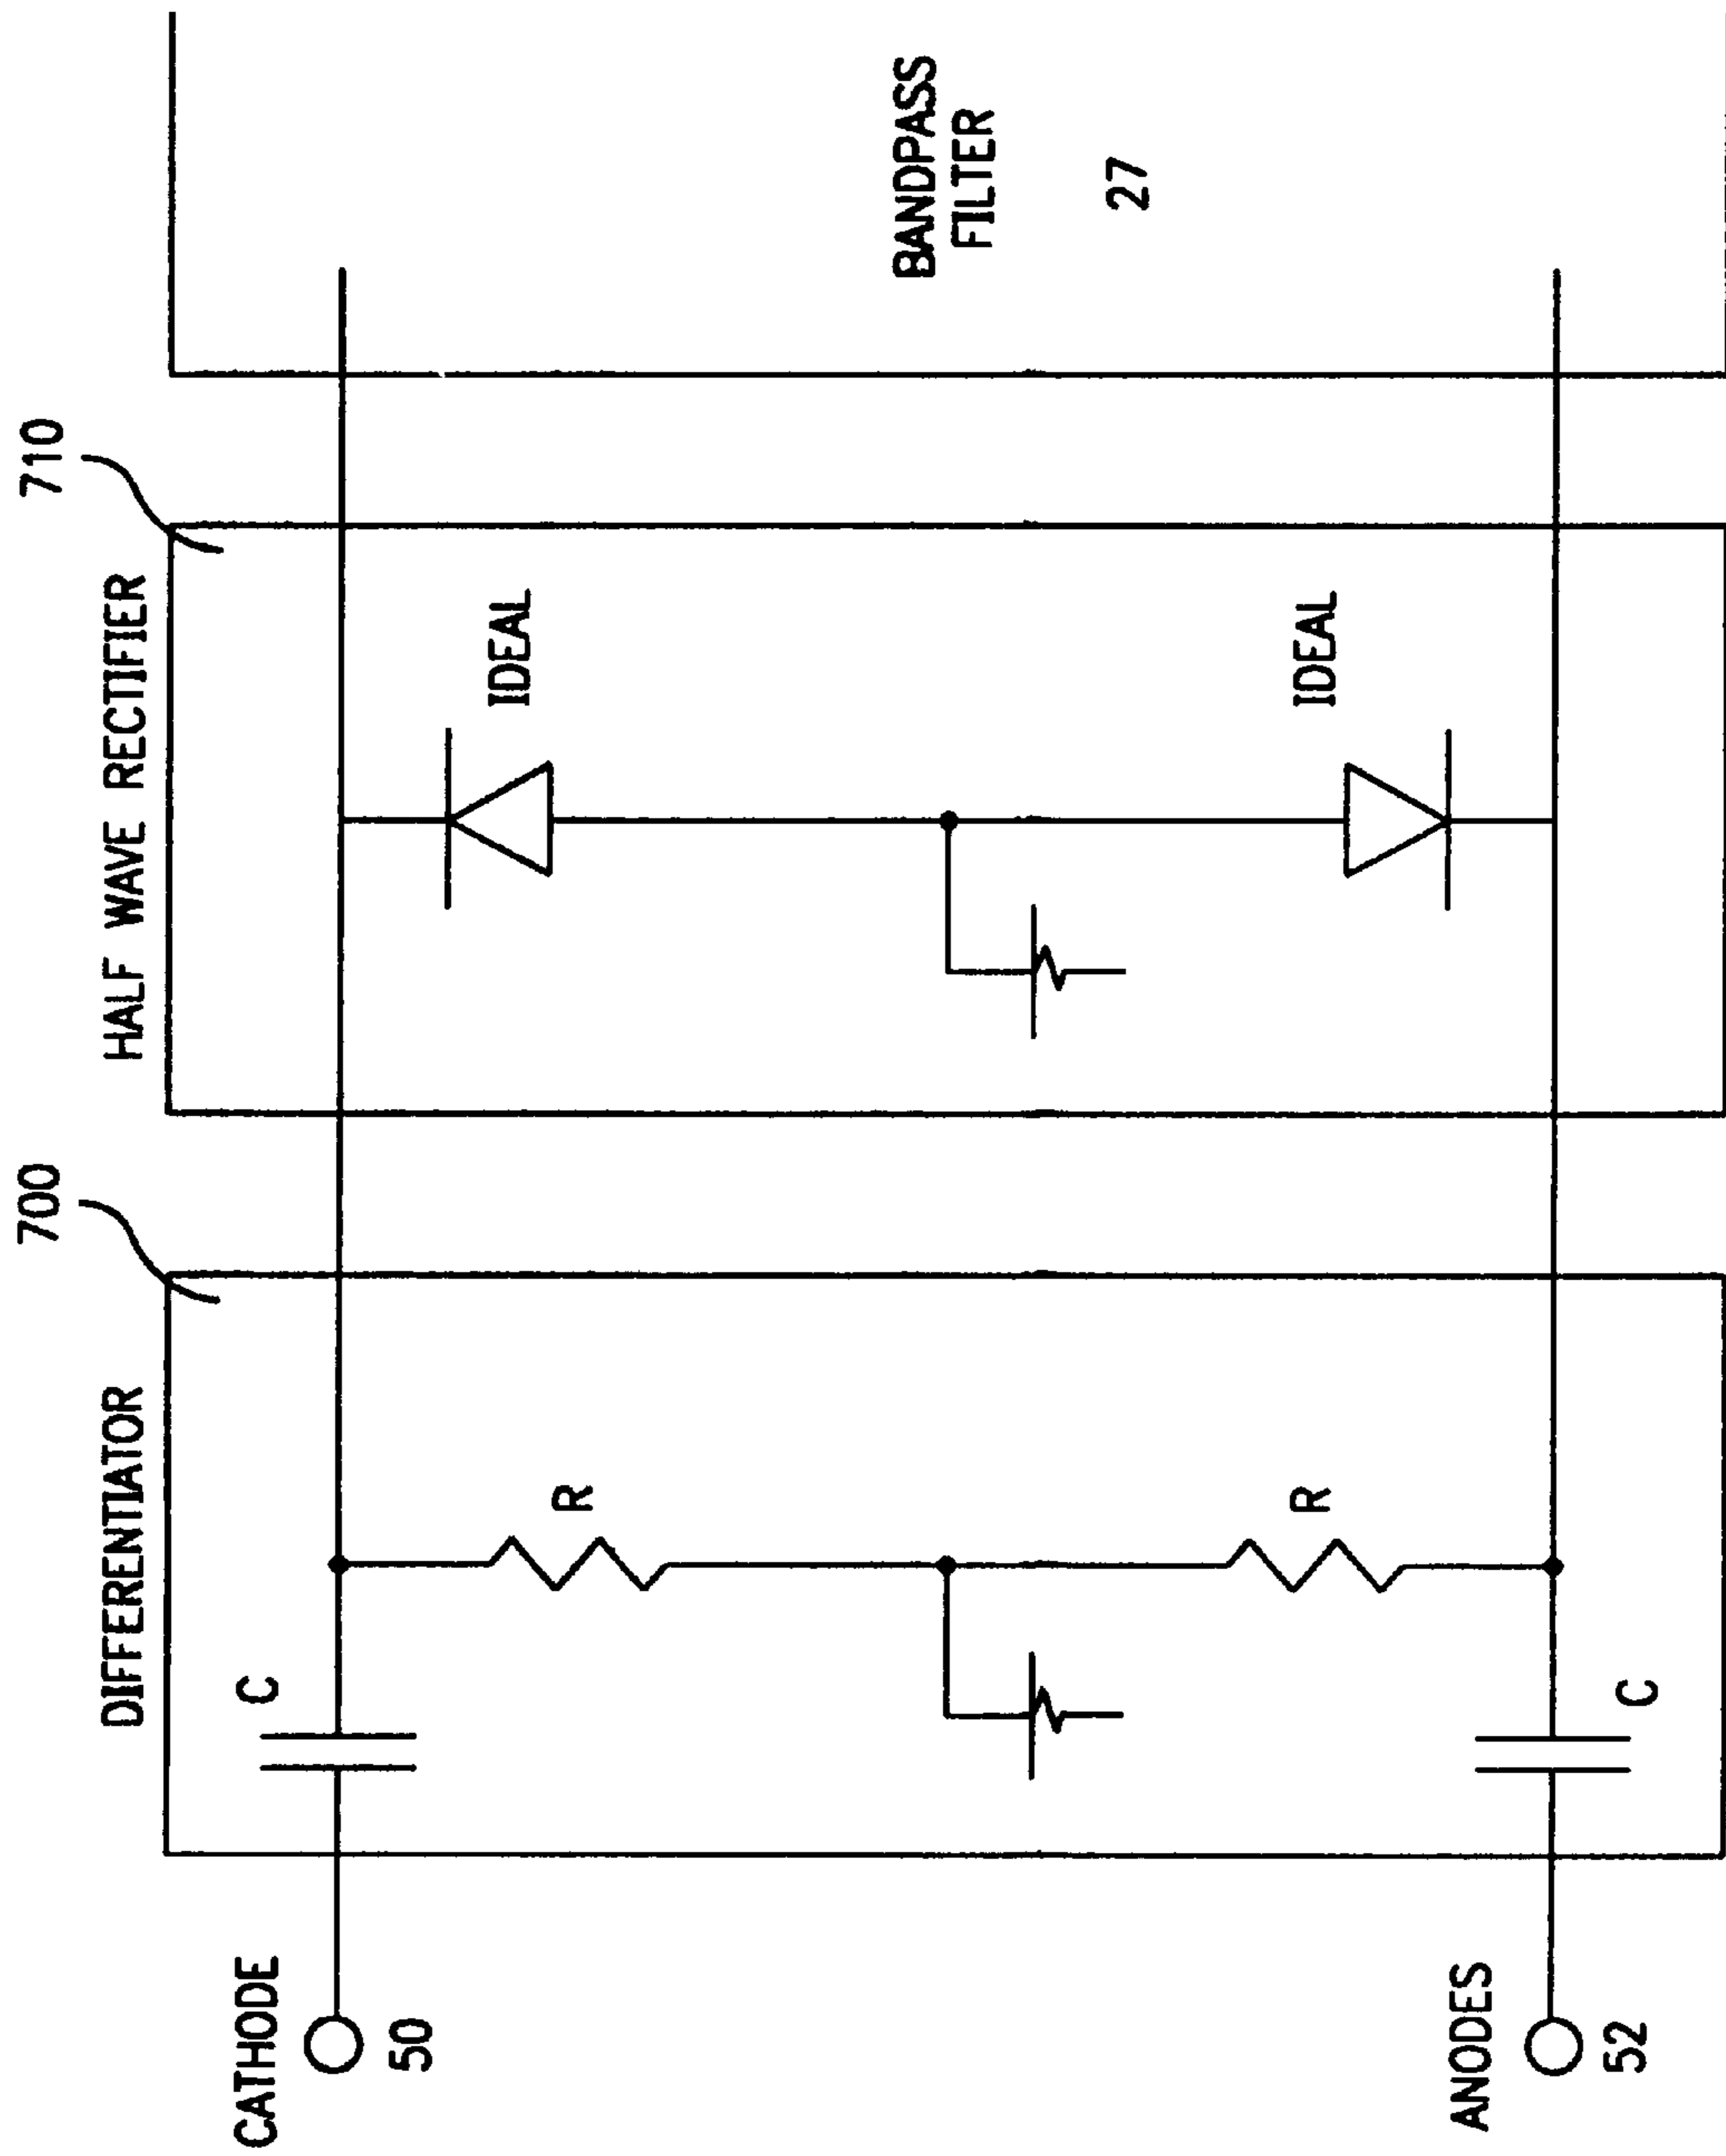 CATHODE
50
ANODES
52
DIFFERENTIATOR
700
C
R
R
C
HALF WAVE RECTIFIER
710
IDEAL
IDEAL
BANDPASS
FILTER
27